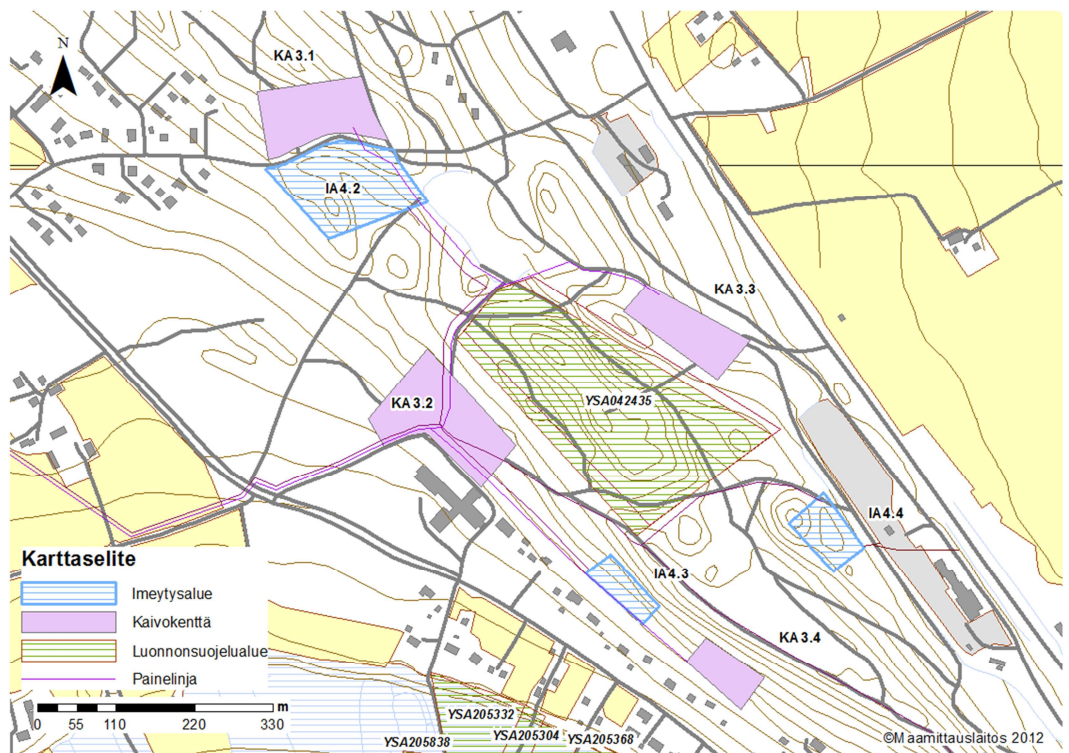 KA 3.1
N
IA 4.2
KA 3.3
KA 3.2
YSA042435
IA 4.4
IA 4.3
KA 3.4
Karttaselite
Imeytysalue
Kaivokenttä
Luonnonsuojelualue
Painelinja
m
0 55 110 220 330
YSA205332
YSA205304
YSA205838
YSA205368
©Maamittauslaitos 2012